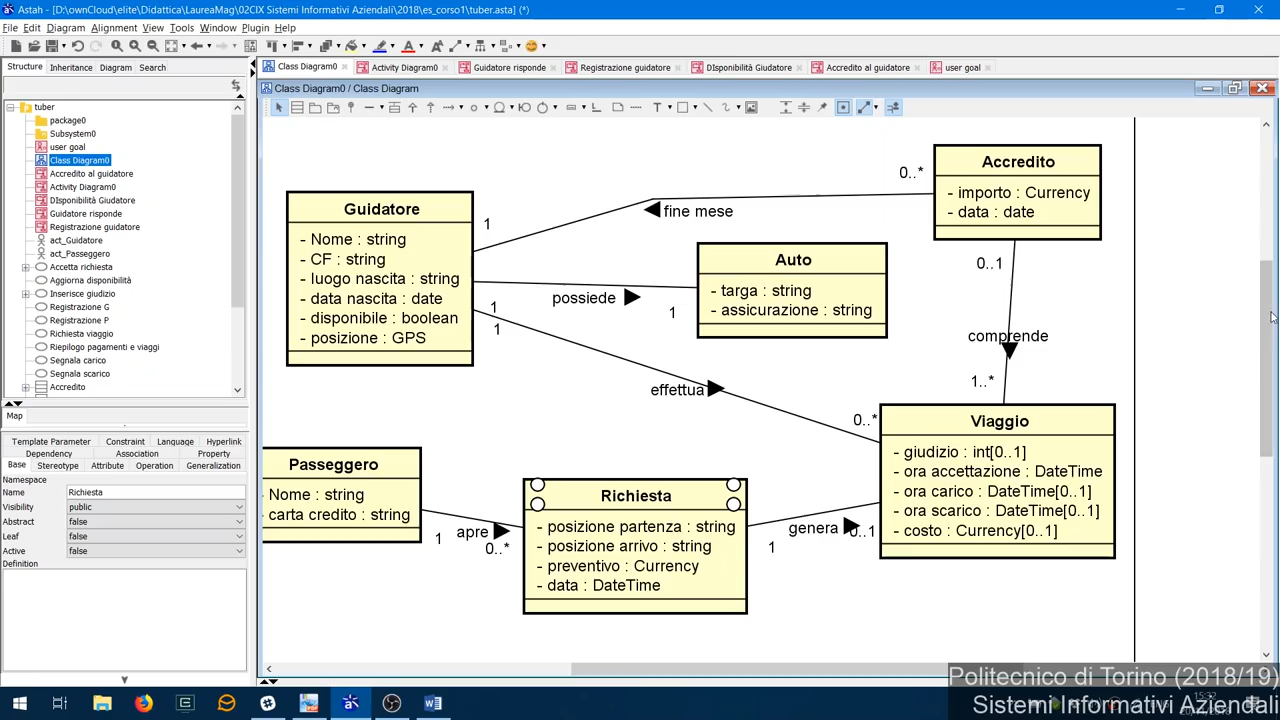 Astah - [D:\ownCloud\elite\Didattica\LaureaMag\02CIX Sistemi Informativi Aziendali\2018\es_corso1\tuber.asta] (*)
File Edit Diagram Alignment View Tools Window Plugin Help
Structure Inheritance Diagram Search
Class Diagram0 Activity Diagram0 Guidatore risponde Registrazione guidatore DIsponibilità Guidatore Accredito al guidatore user goal
Class Diagram0 / Class Diagram
tuber
package0
Subsystem0
user goal
Class Diagram0
Accredito al guidatore
Activity Diagram0
DIsponibilità Guidatore
Guidatore risponde
Registrazione guidatore
act_Guidatore
act_Passeggero
Accetta richiesta
Aggiorna disponibilità
Inserisce giudizio
Registrazione G
Registrazione P
Richiesta viaggio
Riepilogo pagamenti e viaggi
Segnala carico
Segnala scarico
Accredito
Map
Template Parameter Constraint Language Hyperlink
Dependency Association Property
Base Stereotype Attribute Operation Generalization
Namespace
Name Richiesta
Visibility public
Abstract false
Leaf false
Active false
Definition
Accredito
- importo : Currency
- data : date
0..*
fine mese
1
Guidatore
- Nome : string
- CF : string
- luogo nascita : string
- data nascita : date
- disponibile : boolean
- posizione : GPS
Auto
- targa : string
- assicurazione : string
possiede
1
1
1
0..1
comprende
1..*
effettua
0..*
Viaggio
- giudizio : int[0..1]
- ora accettazione : DateTime
- ora carico : DateTime[0..1]
- ora scarico : DateTime[0..1]
- costo : Currency[0..1]
Passeggero
- Nome : string
- carta credito : string
1
apre
0..*
Richiesta
- posizione partenza : string
- posizione arrivo : string
- preventivo : Currency
- data : DateTime
1
genera
0..1
Politecnico di Torino (2018/19)
Sistemi Informativi Aziendali